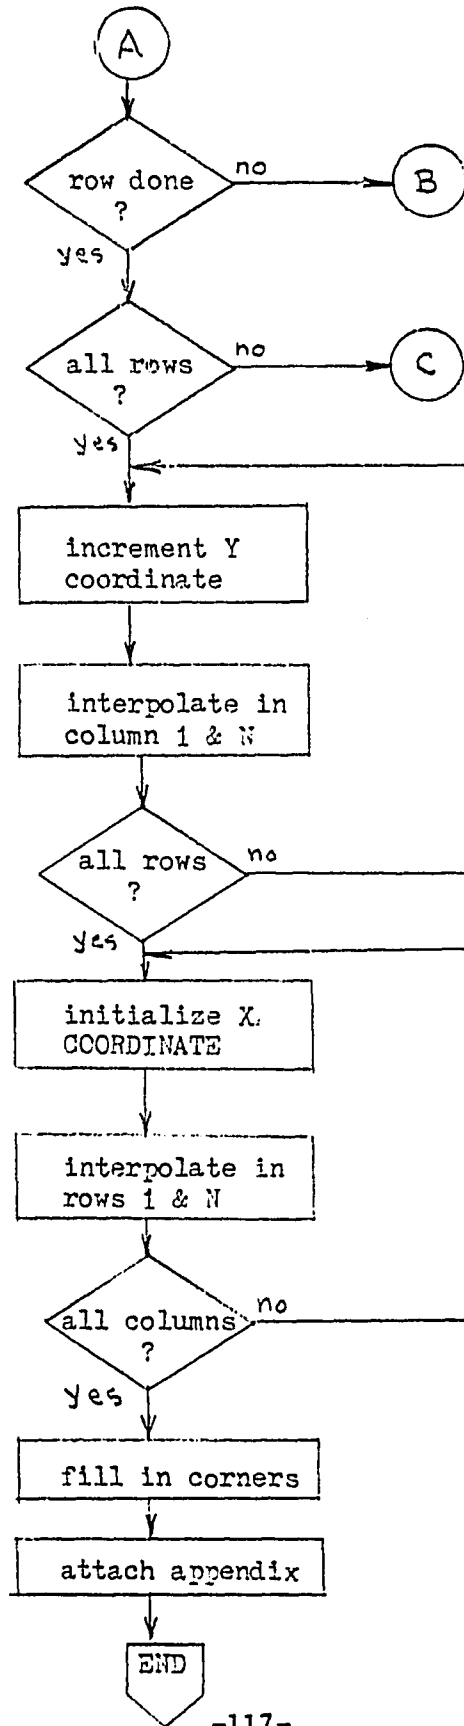 A
row done
?
no
B
yes
all rows
?
no
C
yes
increment Y
coordinate
interpolate in
column 1 & N
all rows
?
no
yes
initialize X
COORDINATE
interpolate in
rows 1 & N
all columns
?
no
yes
fill in corners
attach appendix
END
-117-